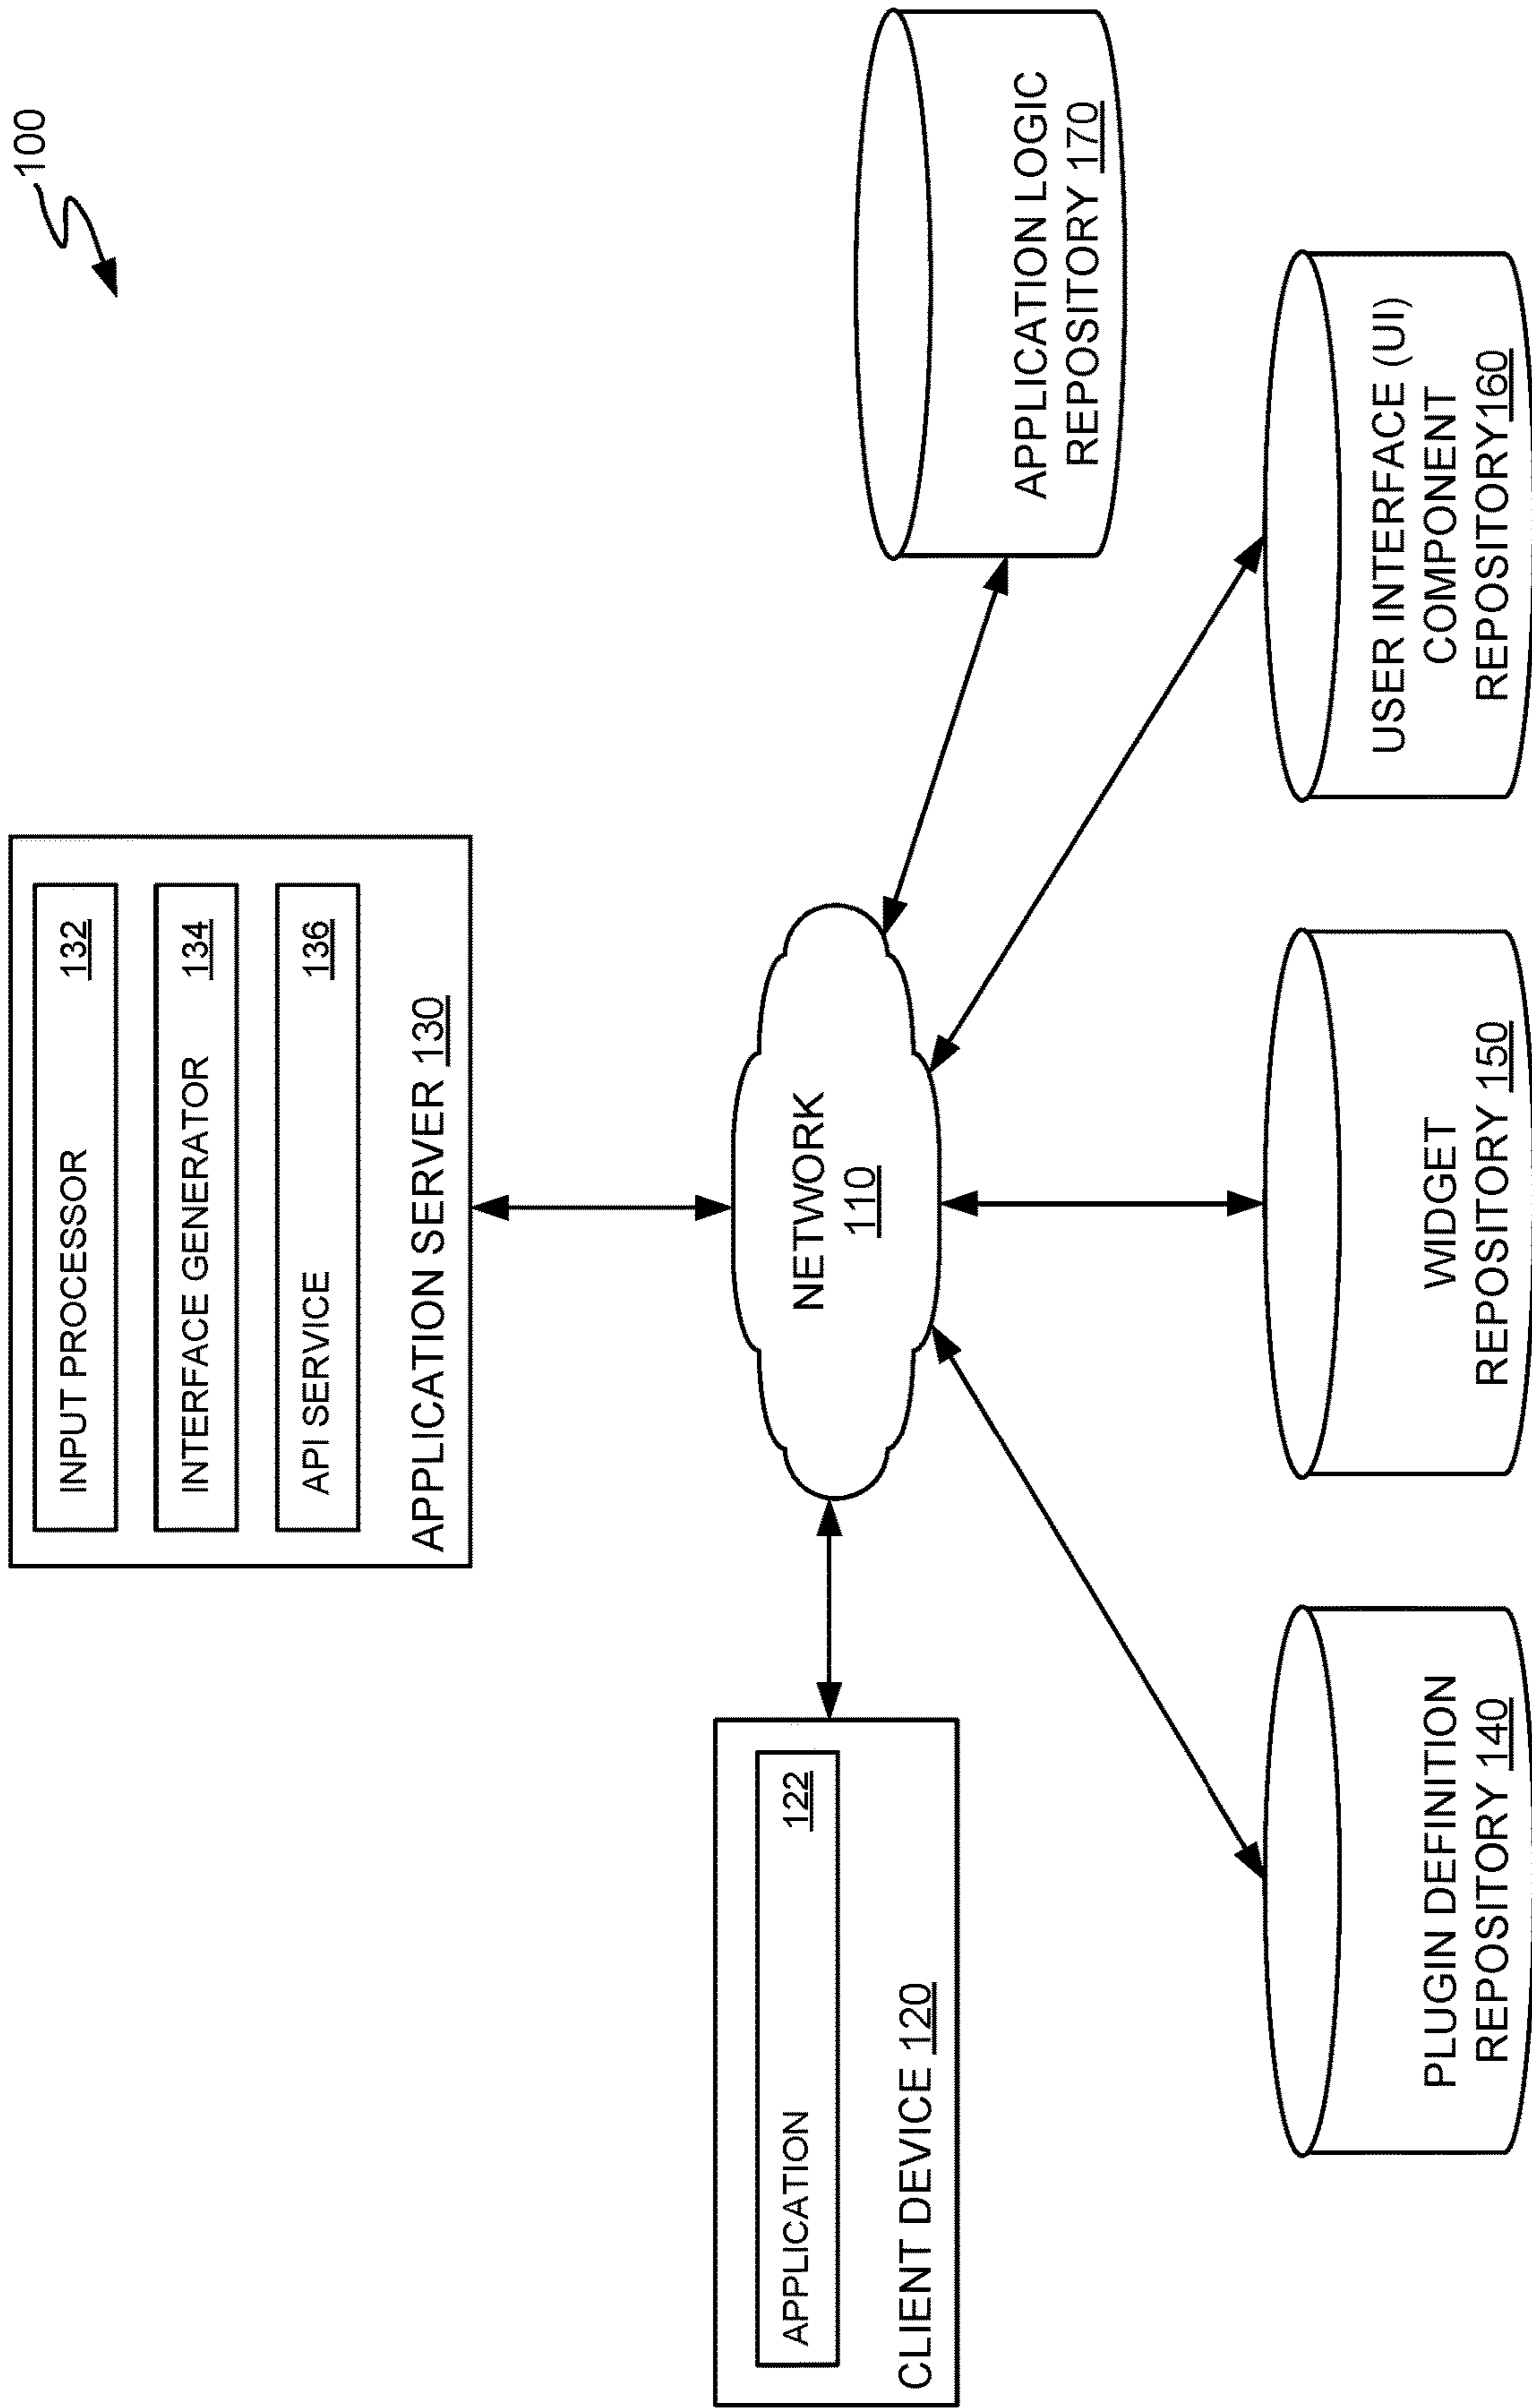 100
INPUT PROCESSOR 132
INTERFACE GENERATOR 134
API SERVICE 136
APPLICATION SERVER 130
APPLICATION 122
CLIENT DEVICE 120
NETWORK
110
APPLICATION LOGIC
REPOSITORY 170
PLUGIN DEFINITION
REPOSITORY 140
WIDGET
REPOSITORY 150
USER INTERFACE (UI)
COMPONENT
REPOSITORY160